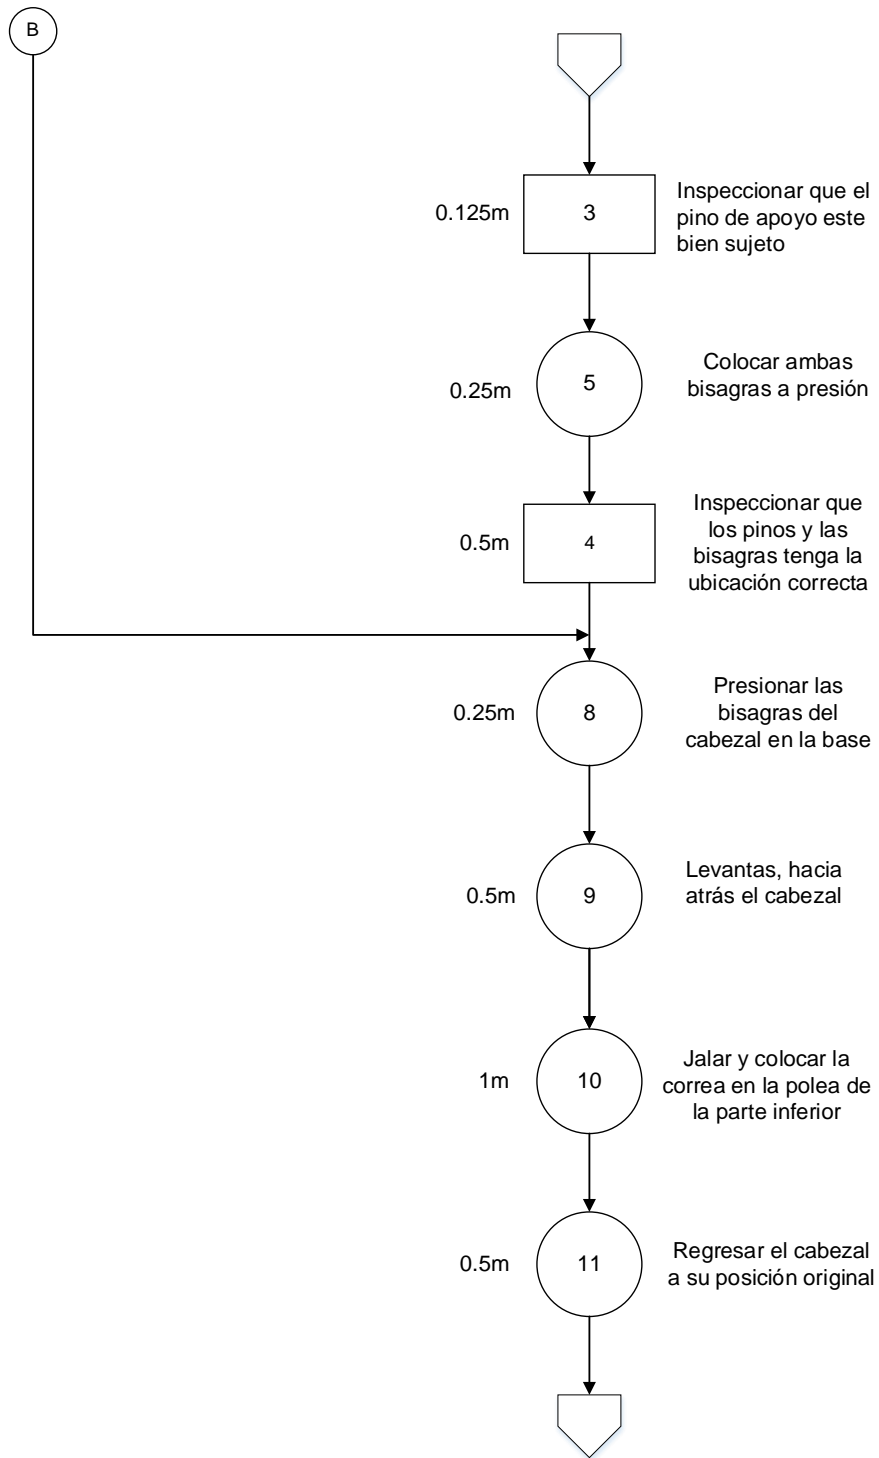 B
0.125m
3
Inspeccionar que el
pino de apoyo este
bien sujeto
0.25m
5
Colocar ambas
bisagras a presión
0.5m
4
Inspeccionar que
los pinos y las
bisagras tenga la
ubicación correcta
0.25m
8
Presionar las
bisagras del
cabezal en la base
0.5m
9
Levantas, hacia
atrás el cabezal
1m
10
Jalar y colocar la
correa en la polea de
la parte inferior
0.5m
11
Regresar el cabezal
a su posición original